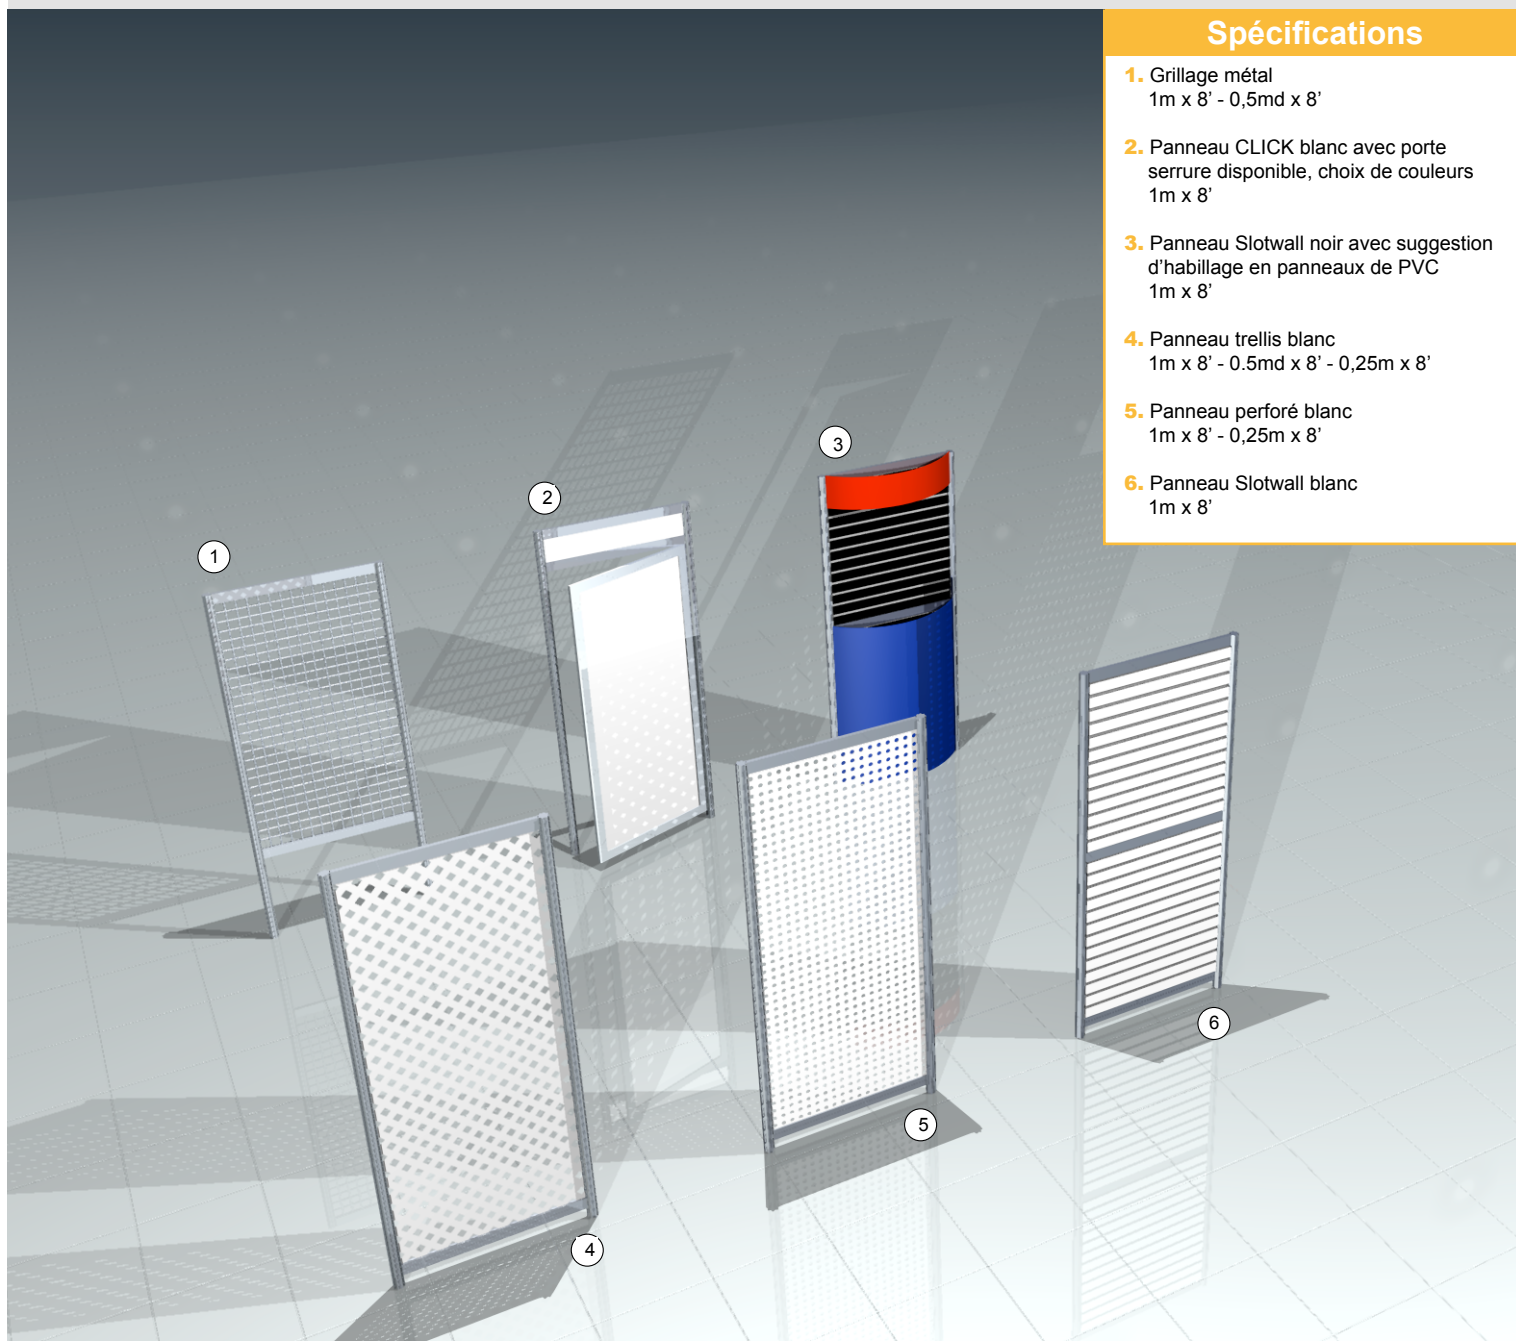 Spécifications
1. Grillage métal
1m x 8’ - 0,5md x 8’
2. Panneau CLICK blanc avec porte
serrure disponible, choix de couleurs
1m x 8’
3. Panneau Slotwall noir avec suggestion
d’habillage en panneaux de PVC
1m x 8’
4. Panneau trellis blanc
1m x 8’ - 0.5md x 8’ - 0,25m x 8’
5. Panneau perforé blanc
1m x 8’ - 0,25m x 8’
6. Panneau Slotwall blanc
1m x 8’
3
2
1
6
5
4